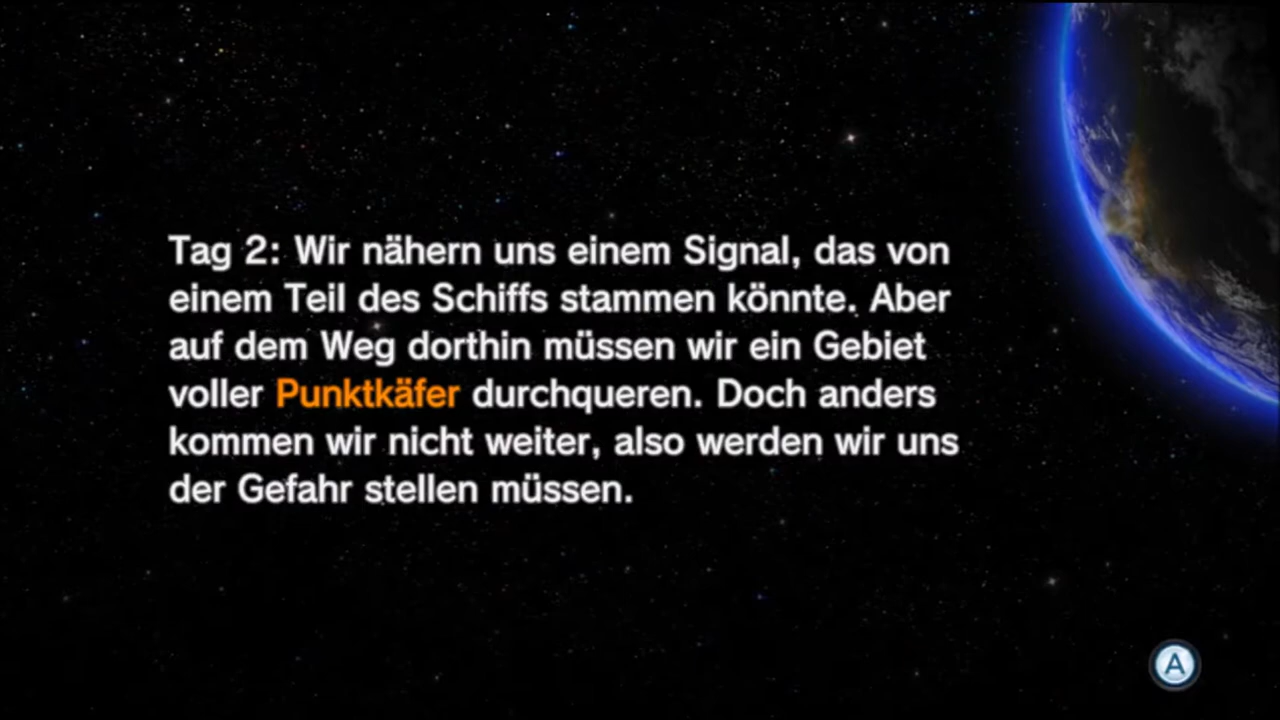 Tag 2: Wir nähern uns einem Signal, das von
einem Teil des Schiffs stammen könnte. Aber
auf dem Weg dorthin müssen wir ein Gebiet
voller Punktkäfer durchqueren. Doch anders
kommen wir nicht weiter, also werden wir uns
der Gefahr stellen müssen.
A